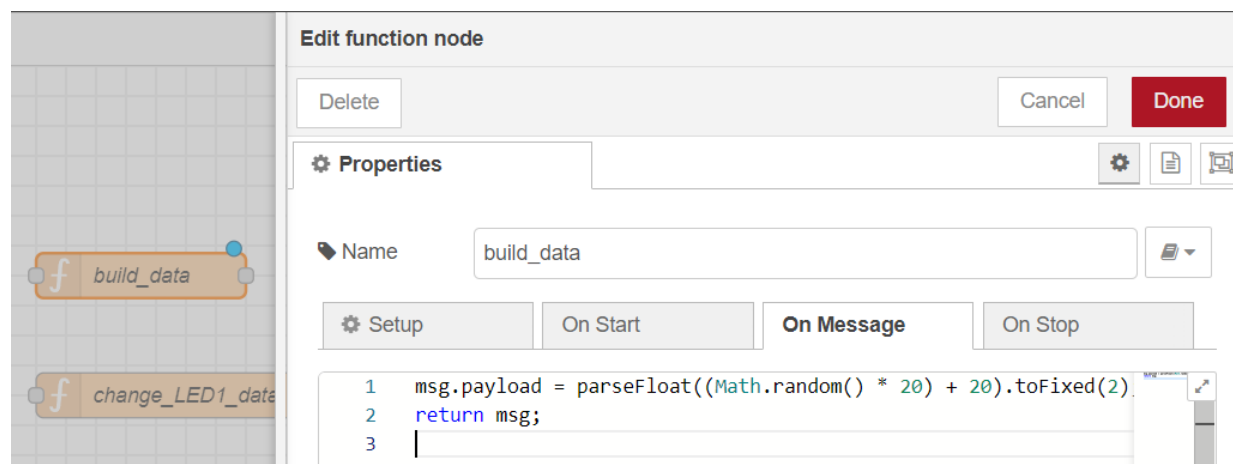 Edit function node
Delete
Cancel
Done
Properties
Name
build_data
build_data
Setup
On Start
On Message
On Stop
change_LED1_data
1 msg.payload = parseFloat((Math.random() * 20) + 20).toFixed(2)
2 return msg;
3